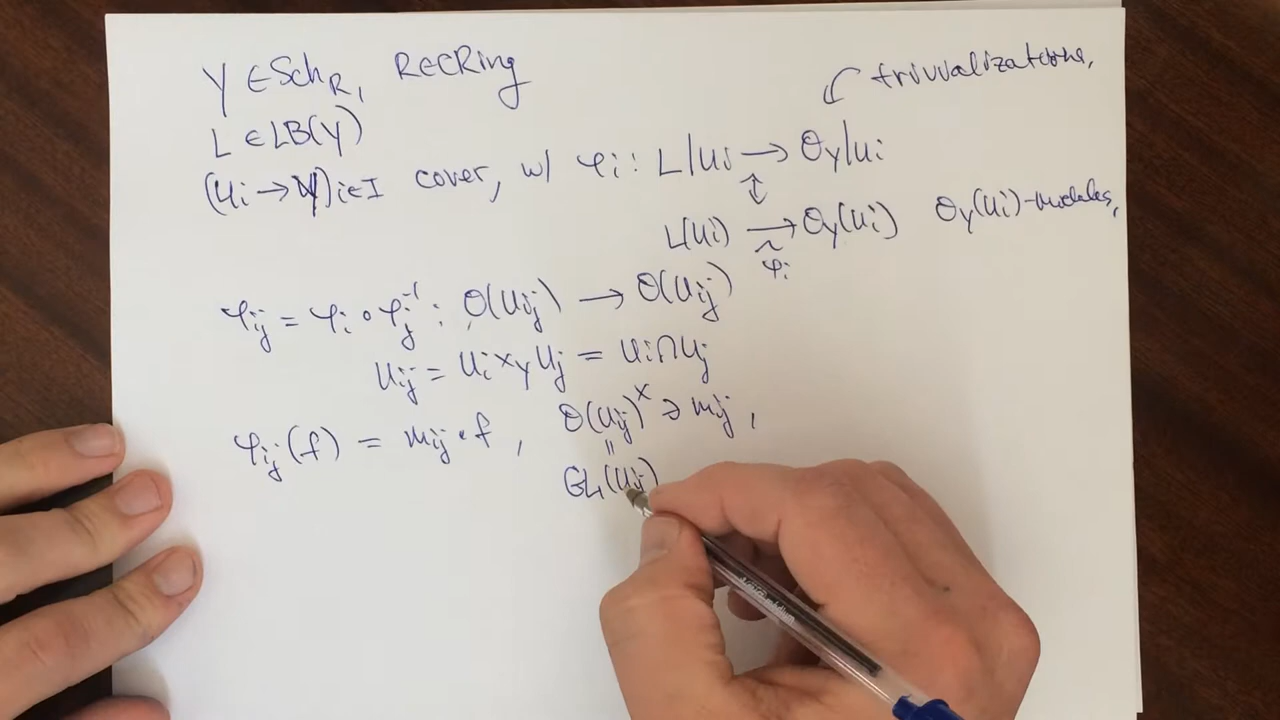 Y ∈ Sch_R, R ∈ CRing
trivializations,
L ∈ LB(Y)
(U_i → Y)_{i∈I} cover, w/ φ_i : L|U_i → O_Y|U_i
↕
L(U_i) →~ O_Y(U_i) O_Y(U_i)-modules,
φ_i
φ_ij = φ_i ∘ φ_j^{-1} : O(U_ij) → O(U_ij)
U_ij = U_i ×_Y U_j = U_i ∩ U_j
φ_ij(f) = m_ij · f , O(U_ij)^× ∋ m_ij ,
=
GL_1(U_ij)